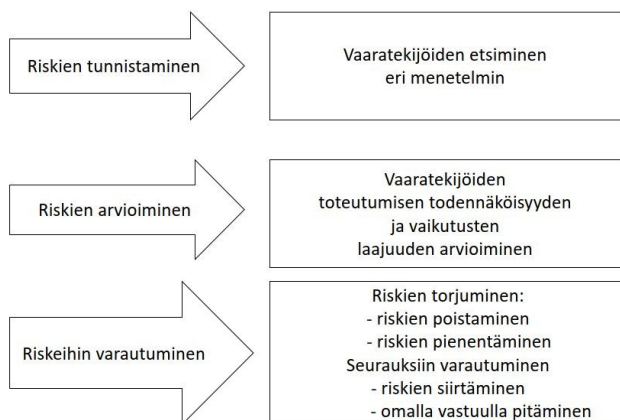 Riskien tunnistaminen
Vaaratekijöiden etsiminen
eri menetelmin
Riskien arvioiminen
Vaaratekijöiden
toteutumisen todennäköisyyden
ja vaikutusten
laajuuden arvioiminen
Riskeihin varautuminen
Riskien torjuminen:
- riskien poistaminen
- riskien pienentäminen
Seurauksiin varautuminen
- riskien siirtäminen
- omalla vastuulla pitäminen